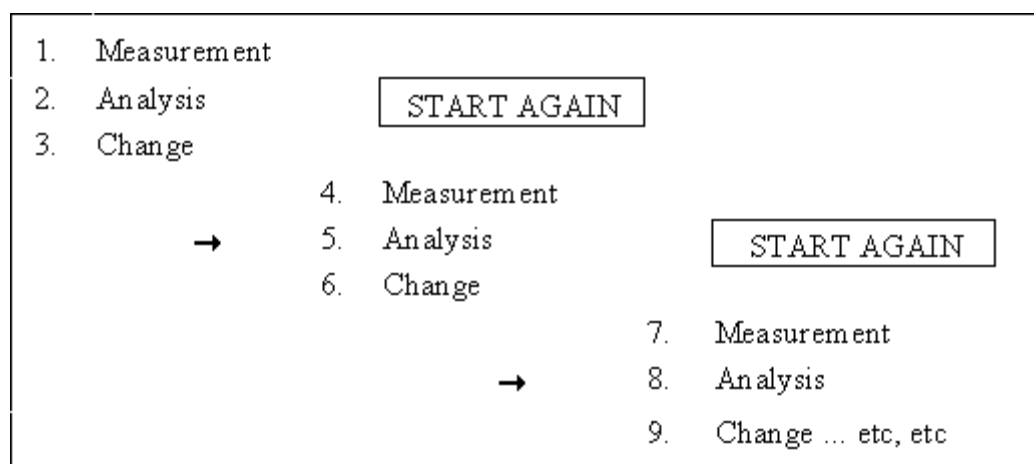 1. Measurement
2. Analysis
START AGAIN
3. Change
4. Measurement
→ 5. Analysis
START AGAIN
6. Change
7. Measurement
→ 8. Analysis
9. Change ... etc, etc